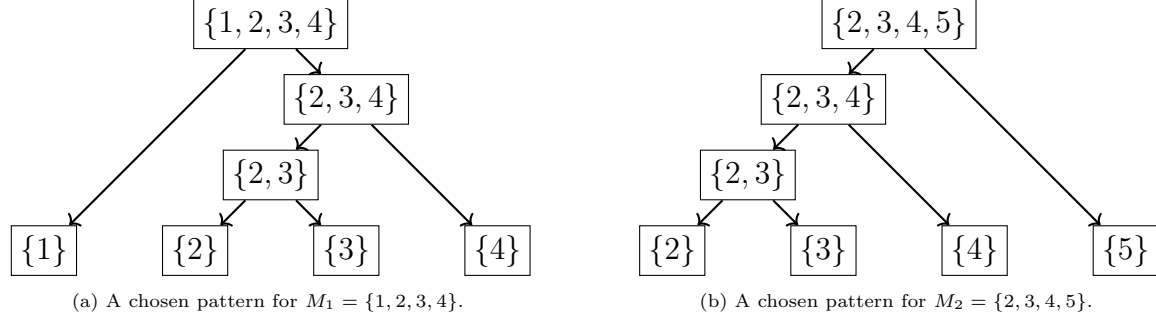 {1, 2, 3, 4}
{2, 3, 4}
{2, 3}
{1}
{2}
{3}
{4}
(a) A chosen pattern for M₁ = {1, 2, 3, 4}.
{2, 3, 4, 5}
{2, 3, 4}
{2, 3}
{2}
{3}
{4}
{5}
(b) A chosen pattern for M₂ = {2, 3, 4, 5}.